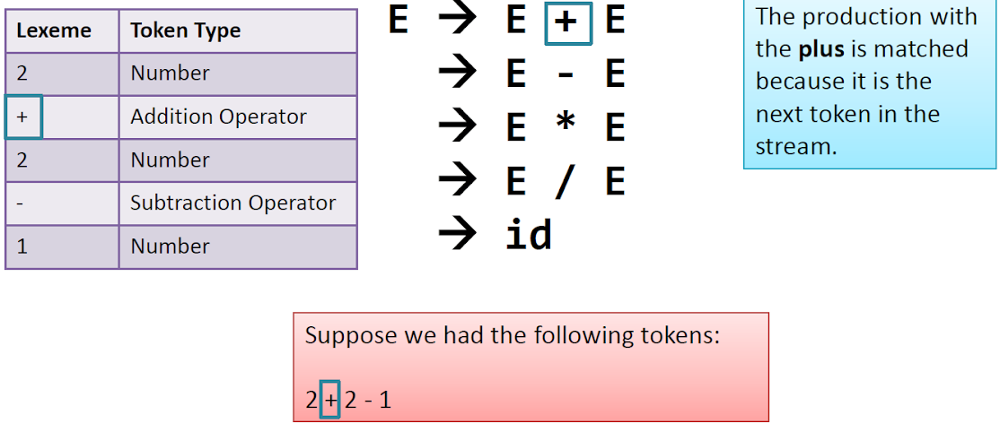 Lexeme Token Type
2 Number
+ Addition Operator
2 Number
- Subtraction Operator
1 Number
E → E + E
→ E - E
→ E * E
→ E / E
→ id
The production with
the plus is matched
because it is the
next token in the
stream.
Suppose we had the following tokens:
2 + 2 - 1